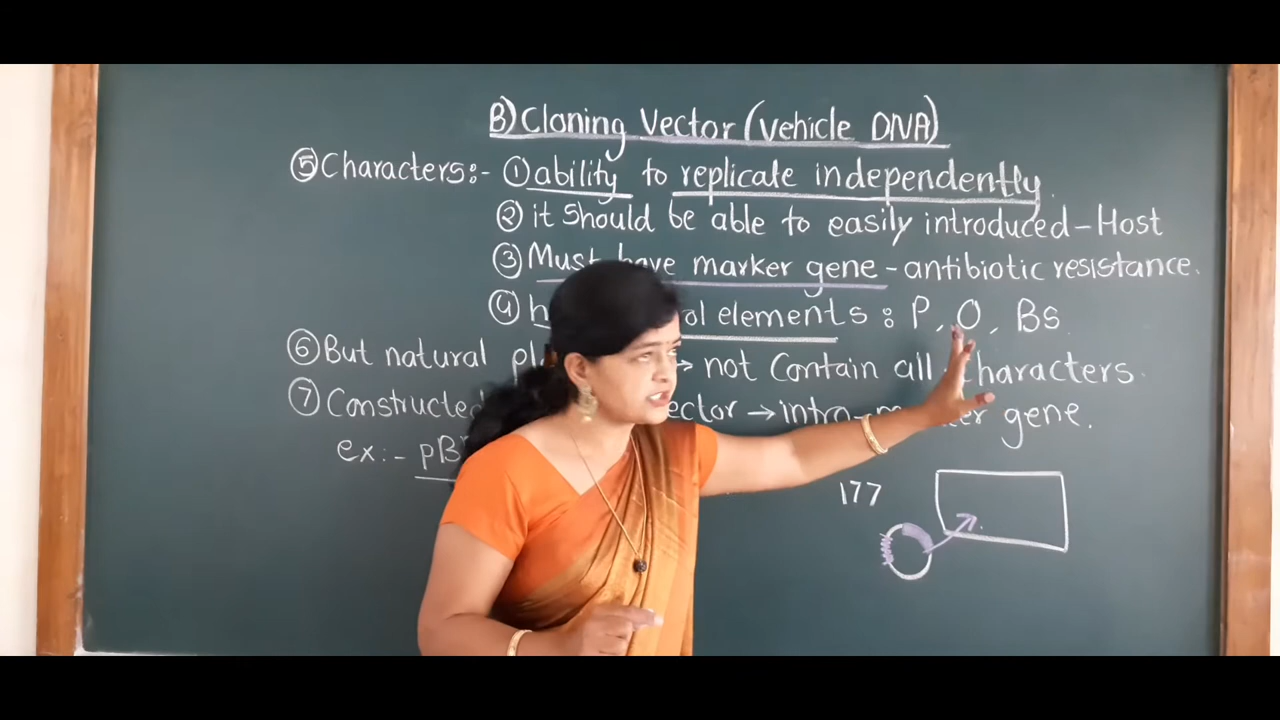 B) Cloning Vector (Vehicle DNA)
⑤ Characters:- ① ability to replicate independently.
② it should be able to easily introduced - Host
③ Must have marker gene - antibiotic resistance.
④ elements : P, O, Bs
⑥ But natural → not Contain all Characters.
⑦ Constructed → gene.
ex:- pB
177